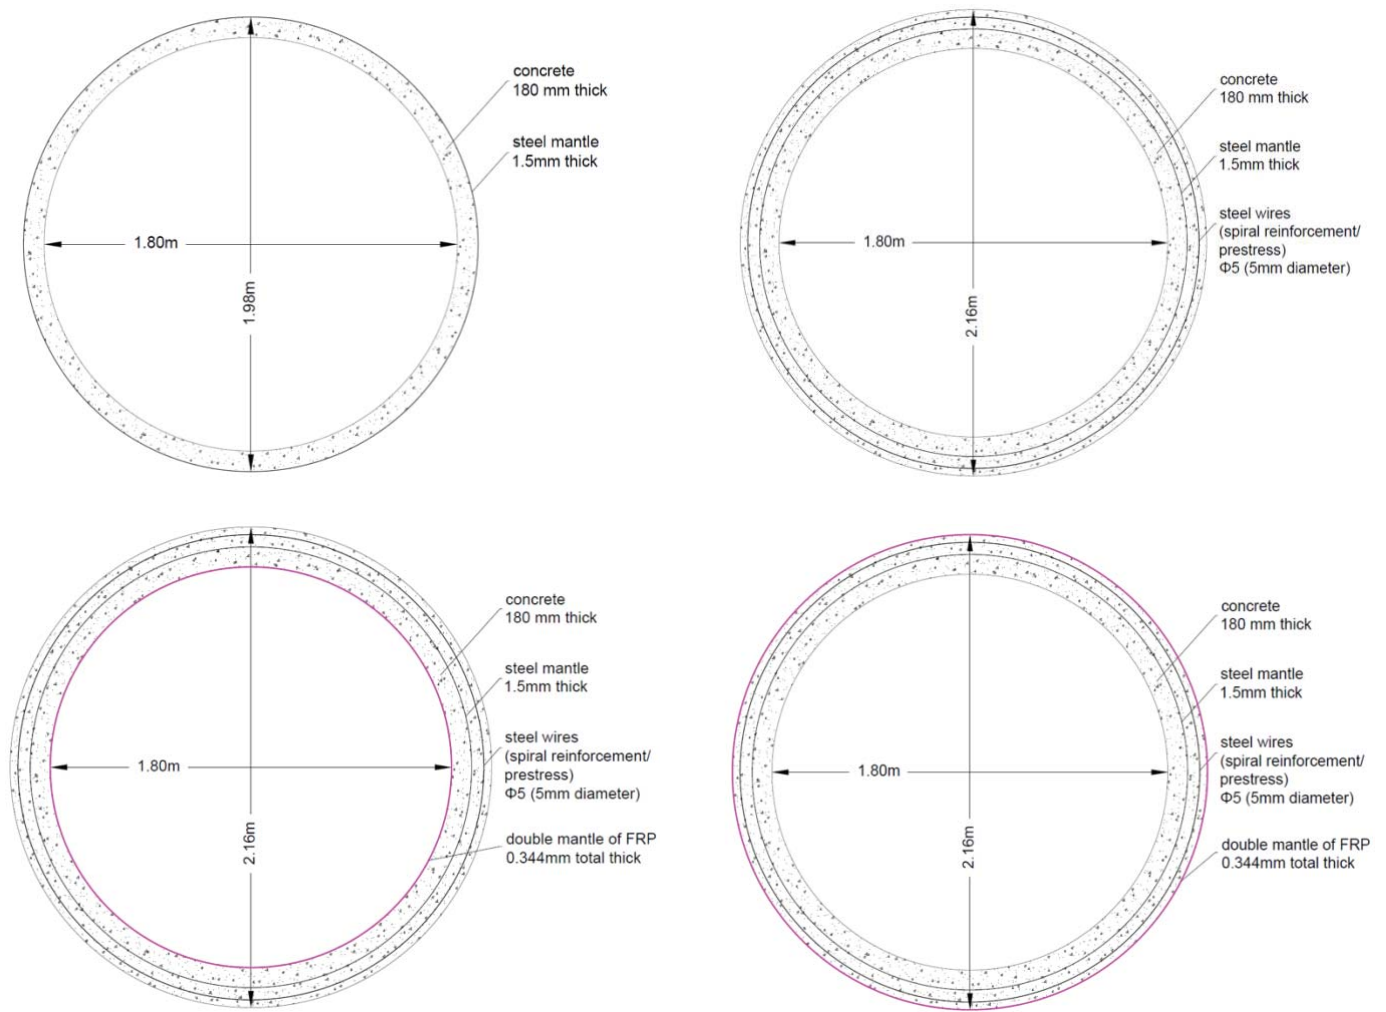 concrete
180 mm thick
steel mantle
1.5mm thick
1.80m
1.98m
concrete
180 mm thick
steel mantle
1.5mm thick
steel wires
(spiral reinforcement/
prestress)
Φ5 (5mm diameter)
1.80m
2.16m
concrete
180 mm thick
steel mantle
1.5mm thick
steel wires
(spiral reinforcement/
prestress)
Φ5 (5mm diameter)
1.80m
double mantle of FRP
0.344mm total thick
2.16m
concrete
180 mm thick
steel mantle
1.5mm thick
steel wires
(spiral reinforcement/
prestress)
Φ5 (5mm diameter)
1.80m
double mantle of FRP
0.344mm total thick
2.16m